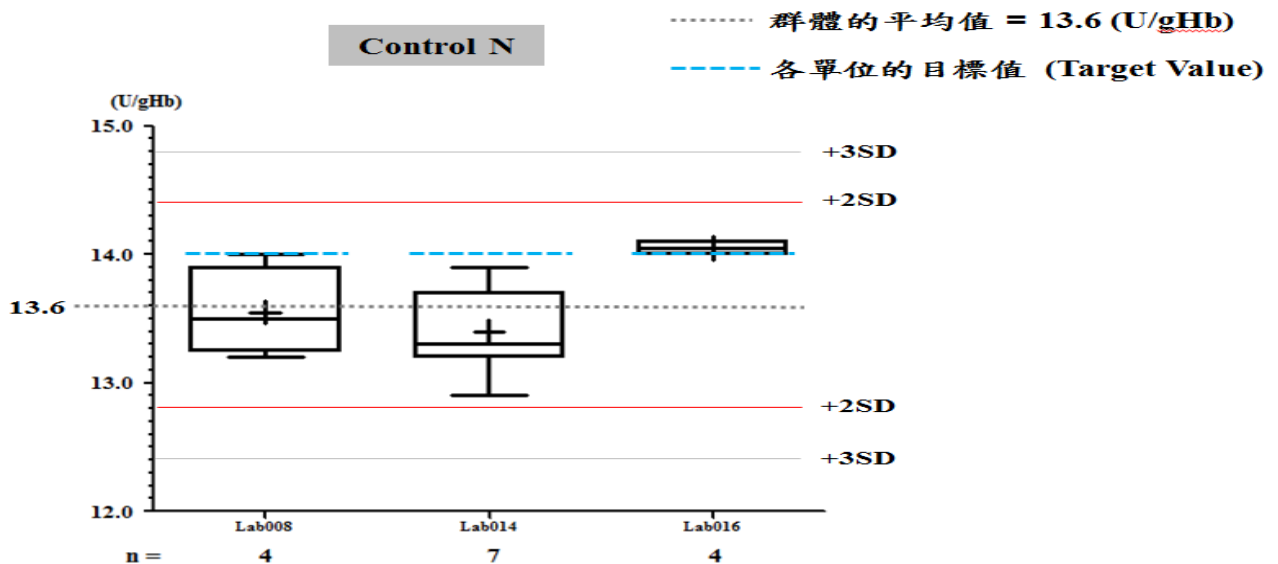 群體的平均值 = 13.6 (U/gHb)
Control N
各單位的目標值 (Target Value)
(U/gHb)
15.0
+3SD
+2SD
14.0
13.6
13.0
+2SD
+3SD
12.0
Lab008 Lab014 Lab016
n = 4 7 4